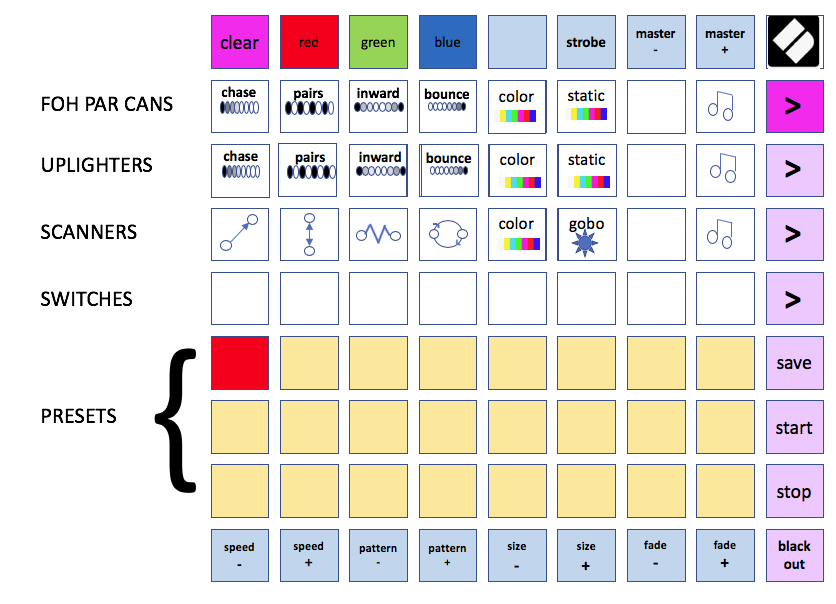 clear red green blue strobe master - master +
FOH PAR CANS chase pairs inward bounce color static >
UPLIGHTERS chase pairs inward bounce color static >
SCANNERS color gobo >
SWITCHES >
save
PRESETS { start
stop
speed - speed + pattern - pattern + size - size + fade - fade + black out